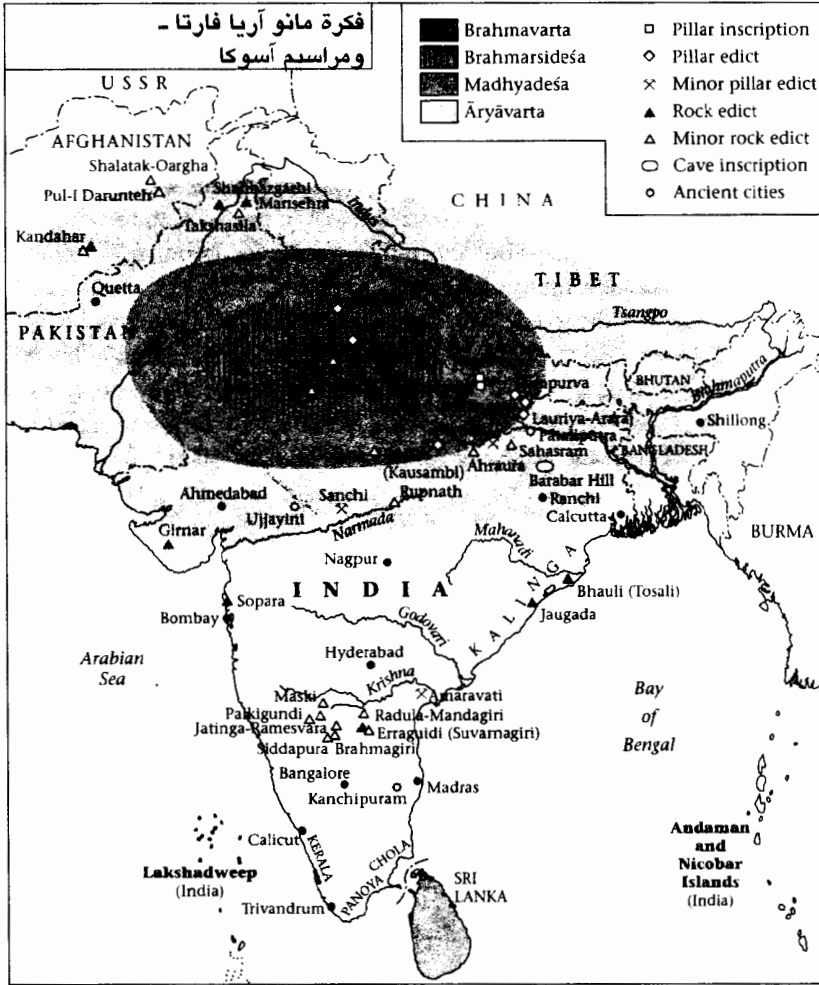 فكرة مانو آريا فارتا ـ
ومراسيم آسوكا
Brahmavarta
Brahmarsideśa
Madhyadeśa
Āryāvarta
Pillar inscription
Pillar edict
Minor pillar edict
Rock edict
Minor rock edict
Cave inscription
Ancient cities
USSR
AFGHANISTAN
Shalatak-Oargha
Pul-I Darunteh
Shahbazgarhi
Mansehra
Takshasila
Indus
CHINA
Kandahar
Quetta
TIBET
PAKISTAN
Tsangpo
BHUTAN
Brahmaputra
Lauriya-Araraj
Shillong
Pataliputra
BANGLADESH
Sahasram
(Kausambi)
Ahraura
Barabar Hill
Rupnath
Ranchi
Ahmedabad
Sanchi
Ujjayini
Calcutta
Narmada
Girnar
Mahanadi
BURMA
Nagpur
INDIA
KALINGA
Bhauli (Tosali)
Sopara
Jaugada
Bombay
Godovari
Hyderabad
Arabian
Sea
Krishna
Bay
of
Bengal
Maski
Amaravati
Palkigundi
Radula-Mandagiri
Jatinga-Ramesvara
Erraguidi (Suvarnagiri)
Siddapura Brahmagiri
Bangalore
Kanchipuram
Madras
Calicut
KERALA
CHOLA
Andaman
and
Nicobar
Islands
(India)
Lakshadweep
(India)
PANOYA
SRI
LANKA
Trivandrum